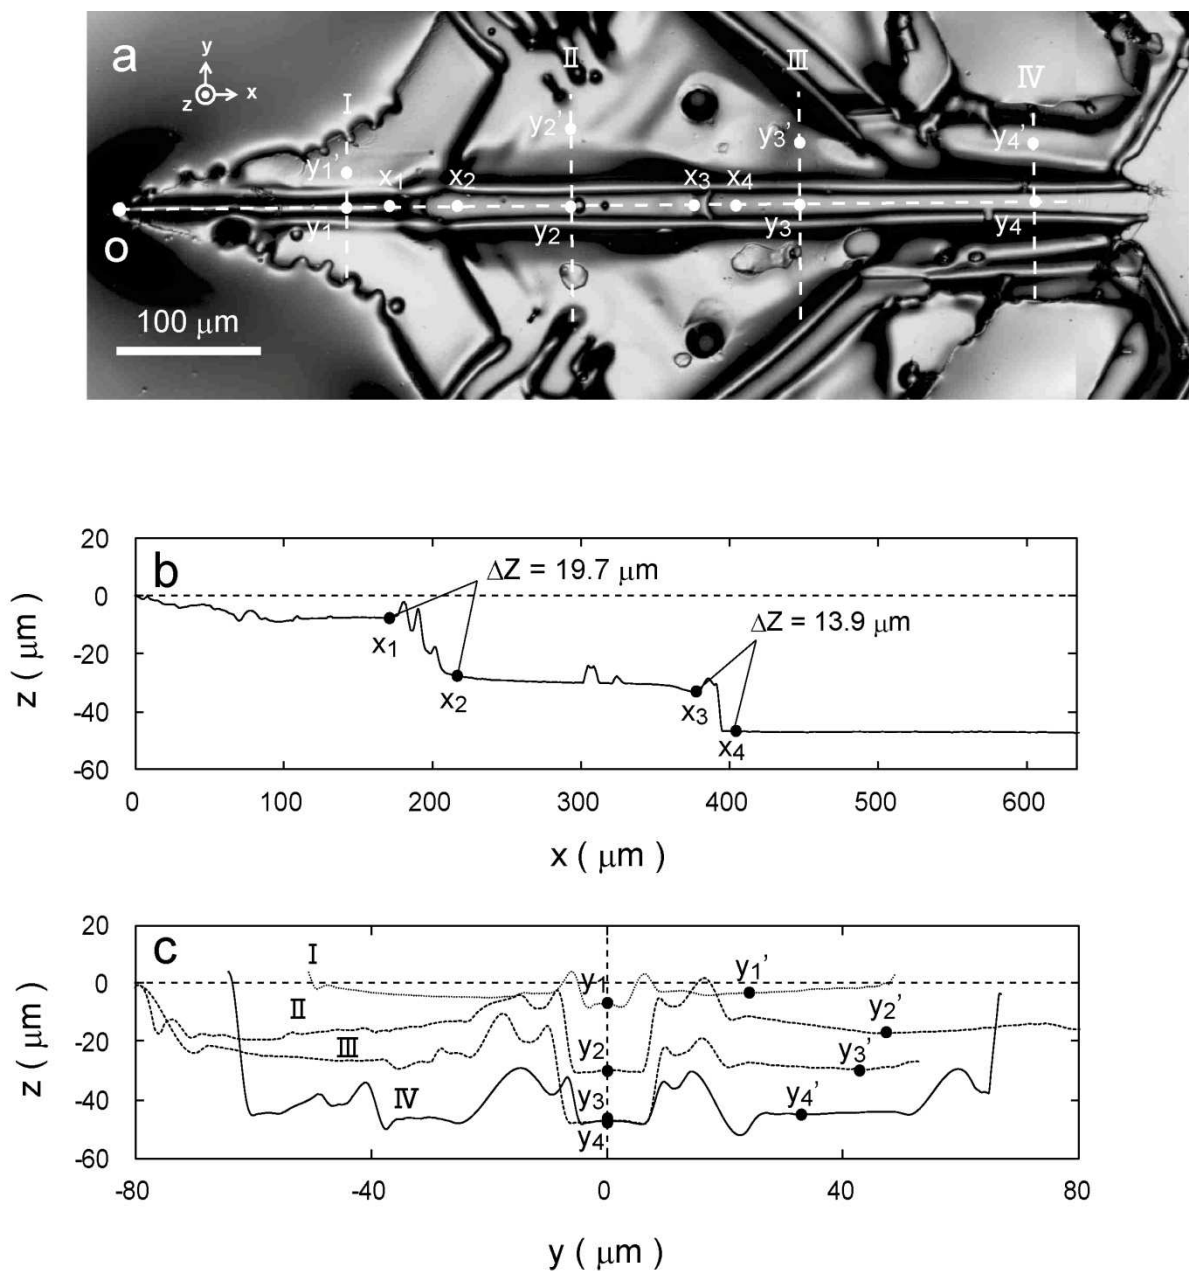 a
y
z
x
I
II
III
IV
y2'
y3'
y4'
y1'
x1
x2
x3
x4
O
y1
y2
y3
y4
100 μm
b
ΔZ = 19.7 μm
ΔZ = 13.9 μm
x1
x2
x3
x4
20
0
-20
-40
-60
z ( μm )
0 100 200 300 400 500 600
x ( μm )
c
I
II
III
IV
y1
y1'
y2
y2'
y3
y3'
y4
y4'
20
0
-20
-40
-60
z ( μm )
-80 -40 0 40 80
y ( μm )